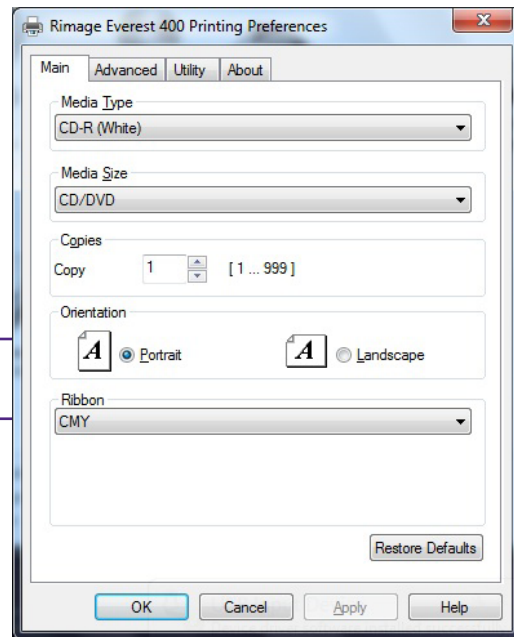 Rimage Everest 400 Printing Preferences
Main Advanced Utility About
Media Type
CD-R (White)
Media Size
CD/DVD
Copies
Copy 1 [ 1 ... 999 ]
Orientation
A Portrait A Landscape
Ribbon
CMY
Restore Defaults
OK Cancel Apply Help